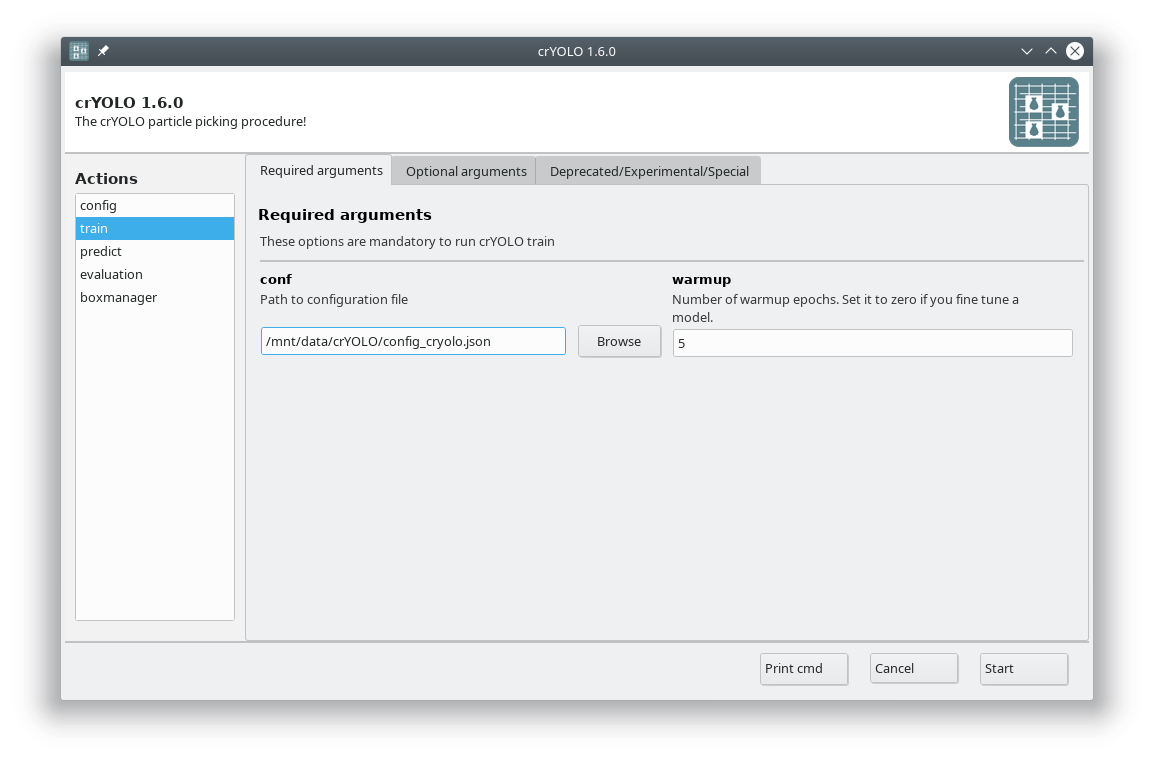 crYOLO 1.6.0
crYOLO 1.6.0
The crYOLO particle picking procedure!
Actions
config
train
predict
evaluation
boxmanager
Required arguments
Optional arguments
Deprecated/Experimental/Special
Required arguments
These options are mandatory to run crYOLO train
conf
Path to configuration file
/mnt/data/crYOLO/config_cryolo.json
Browse
warmup
Number of warmup epochs. Set it to zero if you fine tune a
model.
5
Print cmd
Cancel
Start